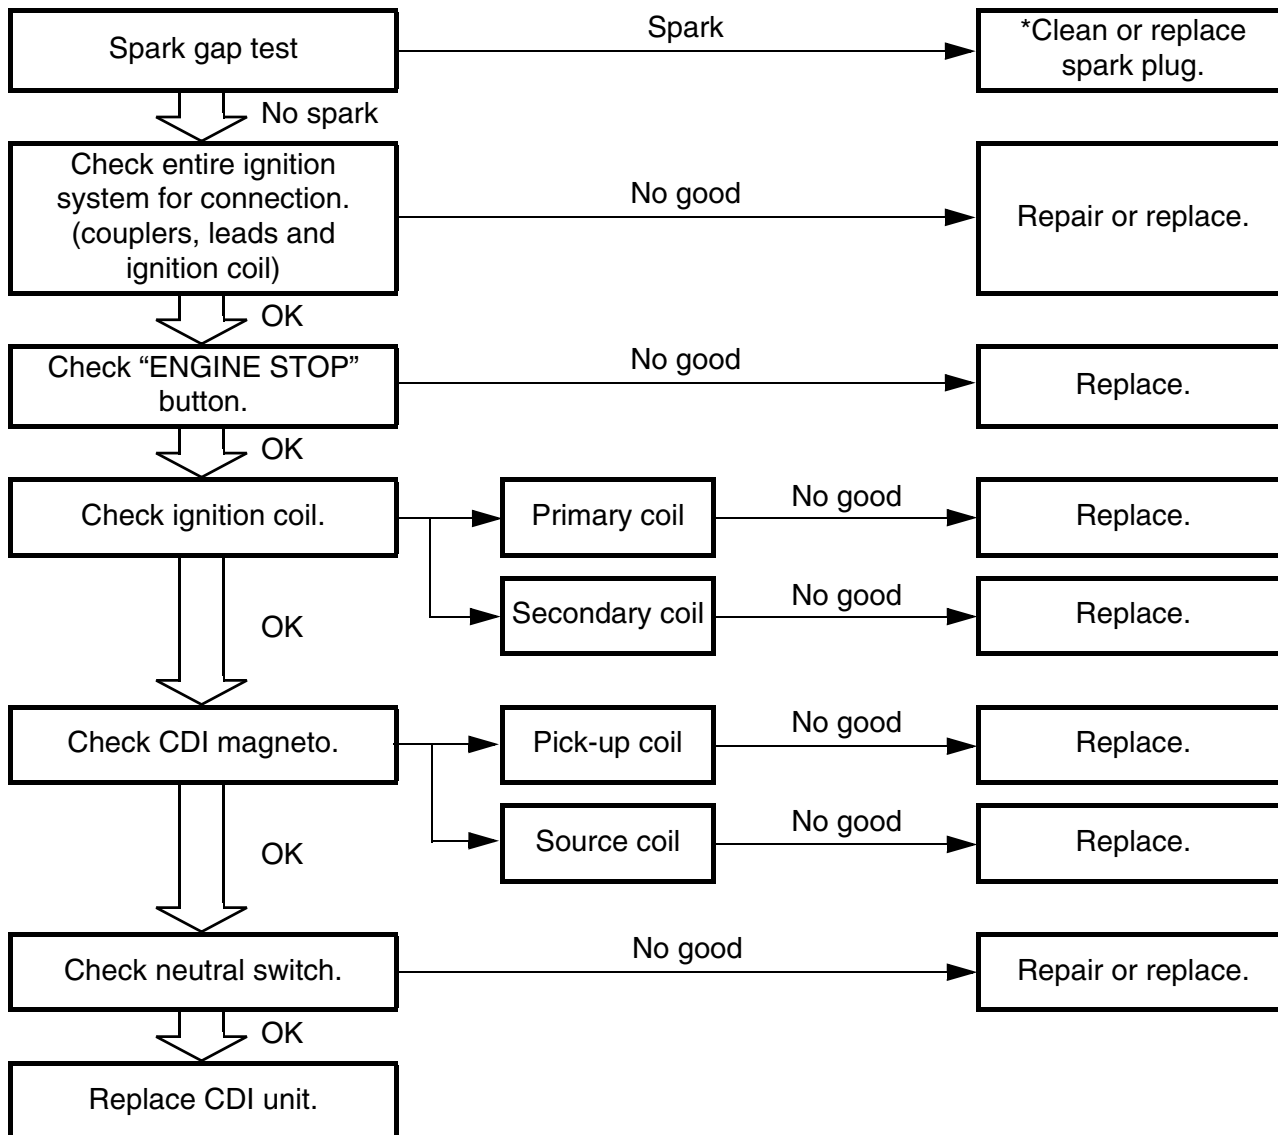 Spark gap test
Spark
*Clean or replace
spark plug.
No spark
Check entire ignition
system for connection.
(couplers, leads and
ignition coil)
No good
Repair or replace.
OK
Check “ENGINE STOP”
button.
No good
Replace.
OK
Check ignition coil.
Primary coil
No good
Replace.
Secondary coil
No good
Replace.
OK
Check CDI magneto.
Pick-up coil
No good
Replace.
Source coil
No good
Replace.
OK
Check neutral switch.
No good
Repair or replace.
OK
Replace CDI unit.